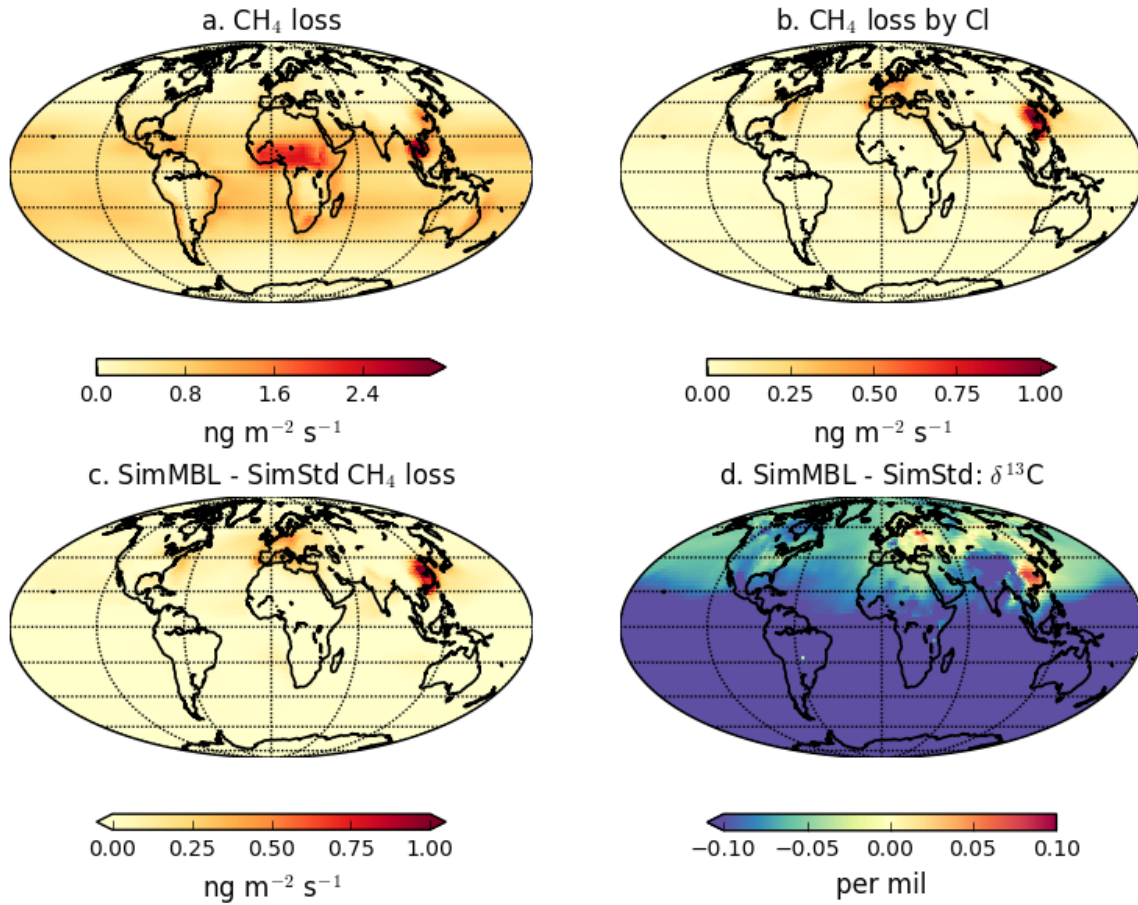 a. CH₄ loss
b. CH₄ loss by Cl
0.0 0.8 1.6 2.4
ng m⁻² s⁻¹
0.00 0.25 0.50 0.75 1.00
ng m⁻² s⁻¹
c. SimMBL - SimStd CH₄ loss
d. SimMBL - SimStd: δ¹³C
0.00 0.25 0.50 0.75 1.00
ng m⁻² s⁻¹
−0.10 −0.05 0.00 0.05 0.10
per mil